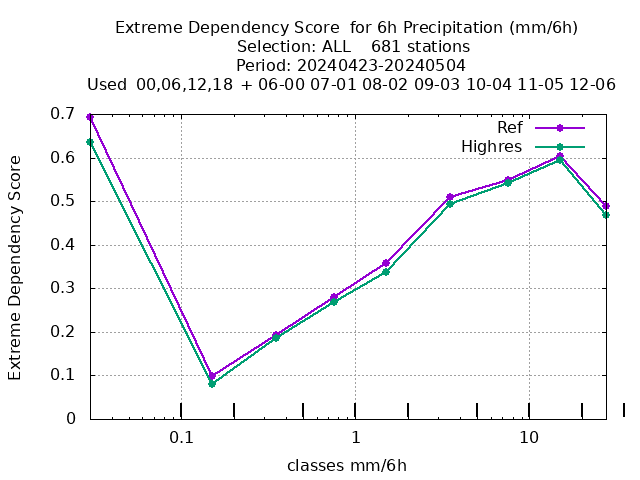 Extreme Dependency Score  for 6h Precipitation (mm/6h)
Selection: ALL    681 stations
Period: 20240423-20240504
Used  00,06,12,18  + 06-00 07-01 08-02 09-03 10-04 11-05 12-06
Ref
Highres
0.7
0.6
0.5
0.4
0.3
0.2
0.1
0
Extreme Dependency Score
0.1 1 10
classes mm/6h